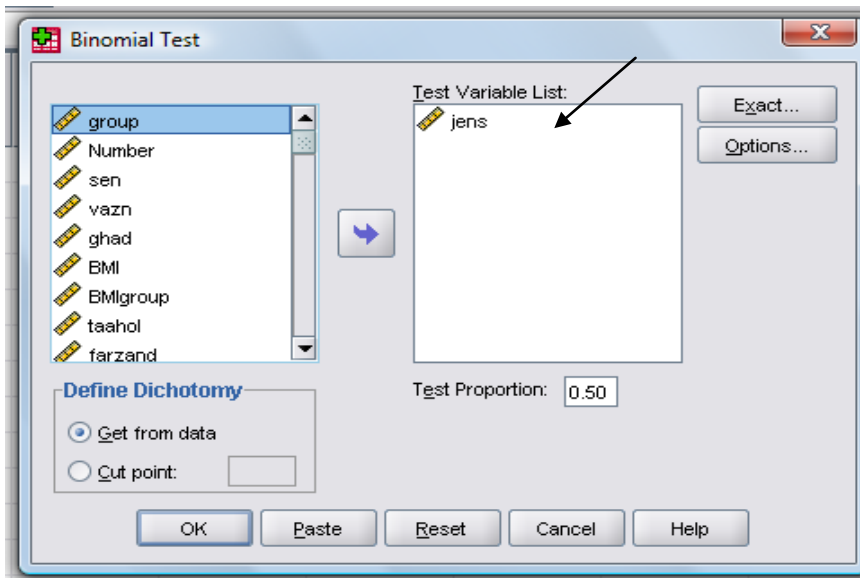 Binomial Test
group
Number
sen
vazn
ghad
BMI
BMIgroup
taahol
farzand
Define Dichotomy
Get from data
Cut point:
Test Variable List:
jens
Test Proportion: 0.50
Exact...
Options...
OK Paste Reset Cancel Help